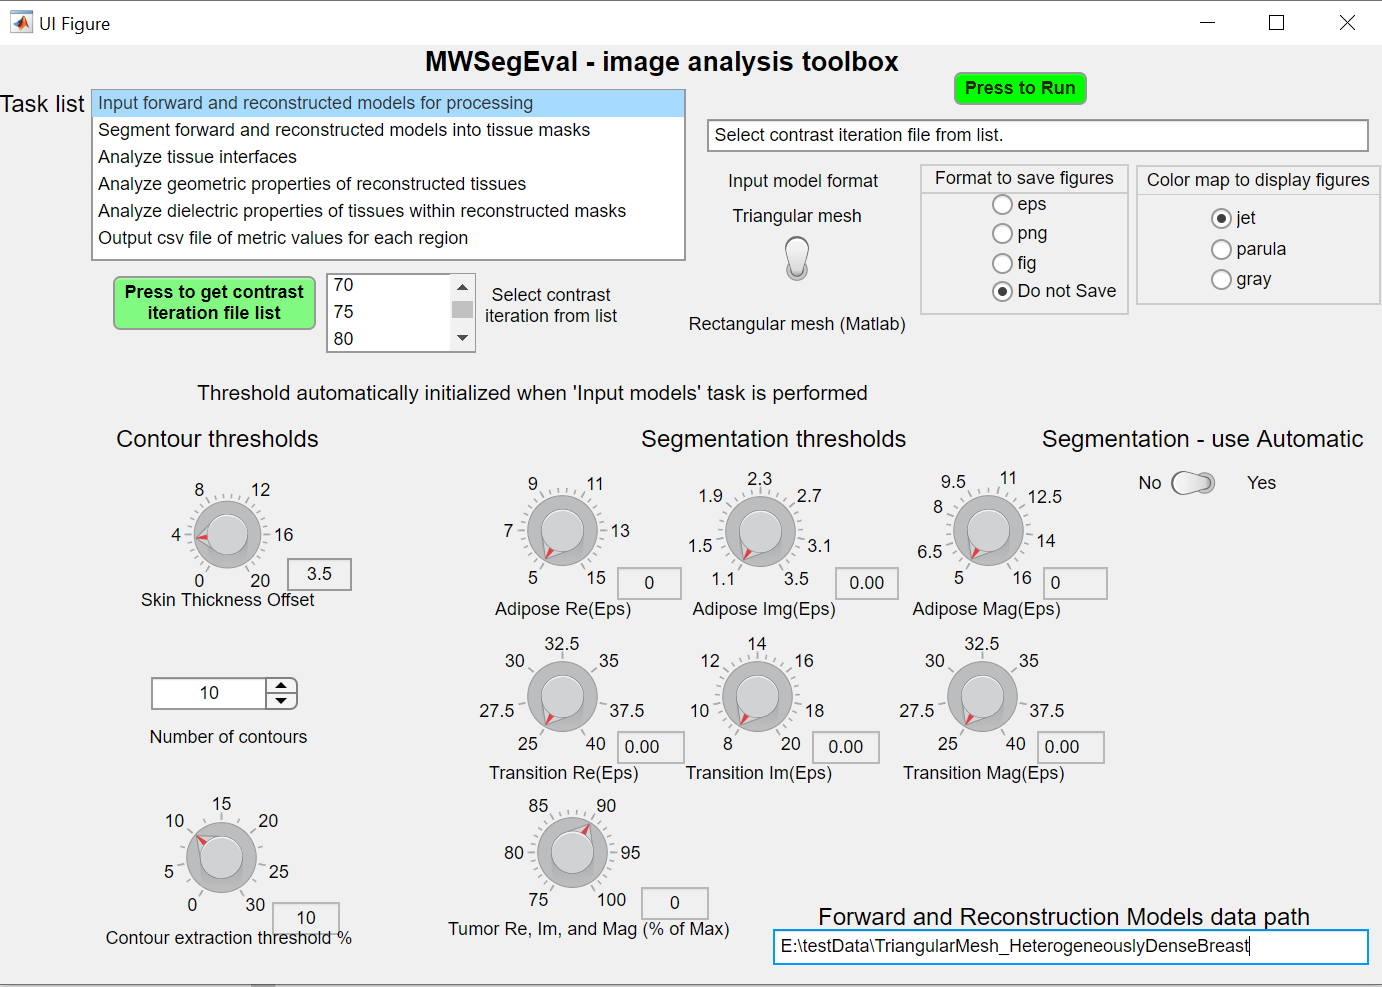 UI Figure
MWSegEval - image analysis toolbox
Press to Run
Task list
Input forward and reconstructed models for processing
Segment forward and reconstructed models into tissue masks
Analyze tissue interfaces
Analyze geometric properties of reconstructed tissues
Analyze dielectric properties of tissues within reconstructed masks
Output csv file of metric values for each region
Select contrast iteration file from list.
Input model format
Triangular mesh
Rectangular mesh (Matlab)
Format to save figures
eps
png
fig
Do not Save
Color map to display figures
jet
parula
gray
Press to get contrast
iteration file list
70
75
80
Select contrast
iteration from list
Threshold automatically initialized when 'Input models' task is performed
Contour thresholds
Segmentation thresholds
Segmentation - use Automatic
No
Yes
8 12
4 16
0 20
3.5
Skin Thickness Offset
9 11
7 13
5 15
0
Adipose Re(Eps)
2.3
1.9 2.7
1.5 3.1
1.1 3.5
0.00
Adipose Img(Eps)
9.5 11
8 12.5
6.5 14
5 16
0
Adipose Mag(Eps)
10
Number of contours
32.5
30 35
27.5 37.5
25 40
0.00
Transition Re(Eps)
14
12 16
10 18
8 20
0.00
Transition Im(Eps)
32.5
30 35
27.5 37.5
25 40
0.00
Transition Mag(Eps)
15
10 20
5 25
0 30
10
Contour extraction threshold %
85 90
80 95
75 100
0
Tumor Re, Im, and Mag (% of Max)
Forward and Reconstruction Models data path
E:\testData\TriangularMesh_HeterogeneouslyDenseBreast